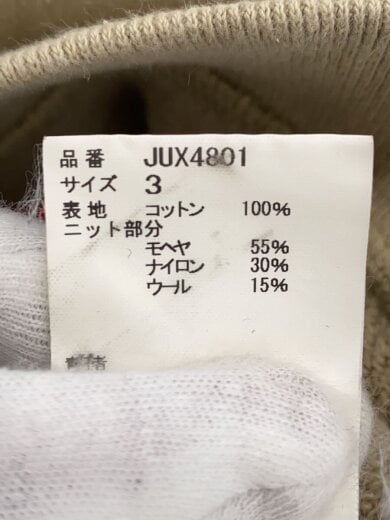 品番 JUX4801
サイズ 3
表地 コットン 100%
ニット部分
モヘヤ 55%
ナイロン 30%
ウール 15%